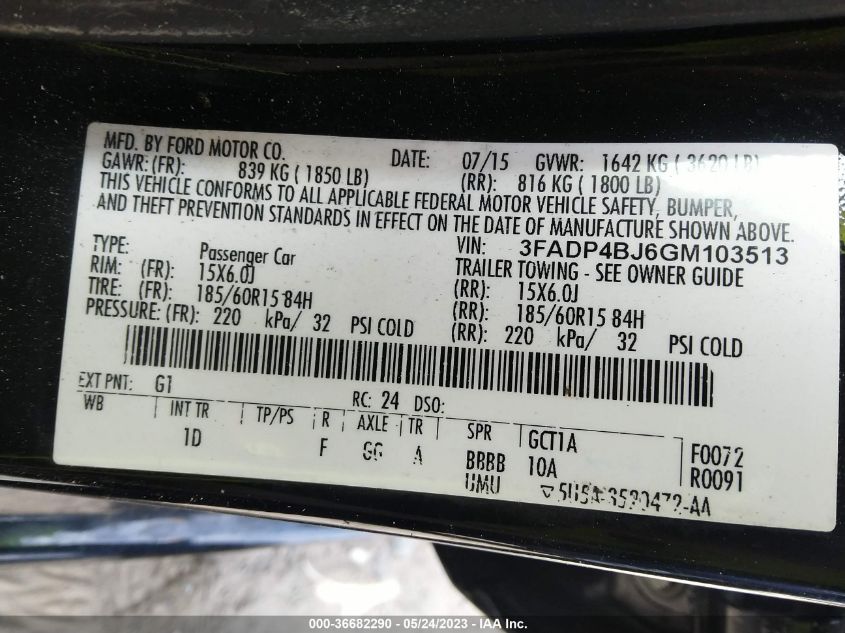 MFD. BY FORD MOTOR CO. DATE: 07/15 GVWR: 1642 KG ( 3620 LB)
GAWR: (FR): 839 KG ( 1850 LB) (RR): 816 KG ( 1800 LB)
THIS VEHICLE CONFORMS TO ALL APPLICABLE FEDERAL MOTOR VEHICLE SAFETY, BUMPER,
AND THEFT PREVENTION STANDARDS IN EFFECT ON THE DATE OF MANUFACTURE SHOWN ABOVE.
VIN: 3FADP4BJ6GM103513
TYPE: Passenger Car TRAILER TOWING - SEE OWNER GUIDE
RIM: (FR): 15X6.0J (RR): 15X6.0J
TIRE: (FR): 185/60R15 84H (RR): 185/60R15 84H
PRESSURE: (FR): 220 kPa/ 32 PSI COLD (RR): 220 kPa/ 32 PSI COLD
EXT PNT: G1 RC: 24 DSO:
WB INT TR TP/PS R AXLE TR SPR GCT1A F0072
1D F GG A BBBB 10A R0091
UMU
000-36682290 - 05/24/2023 - IAA Inc.